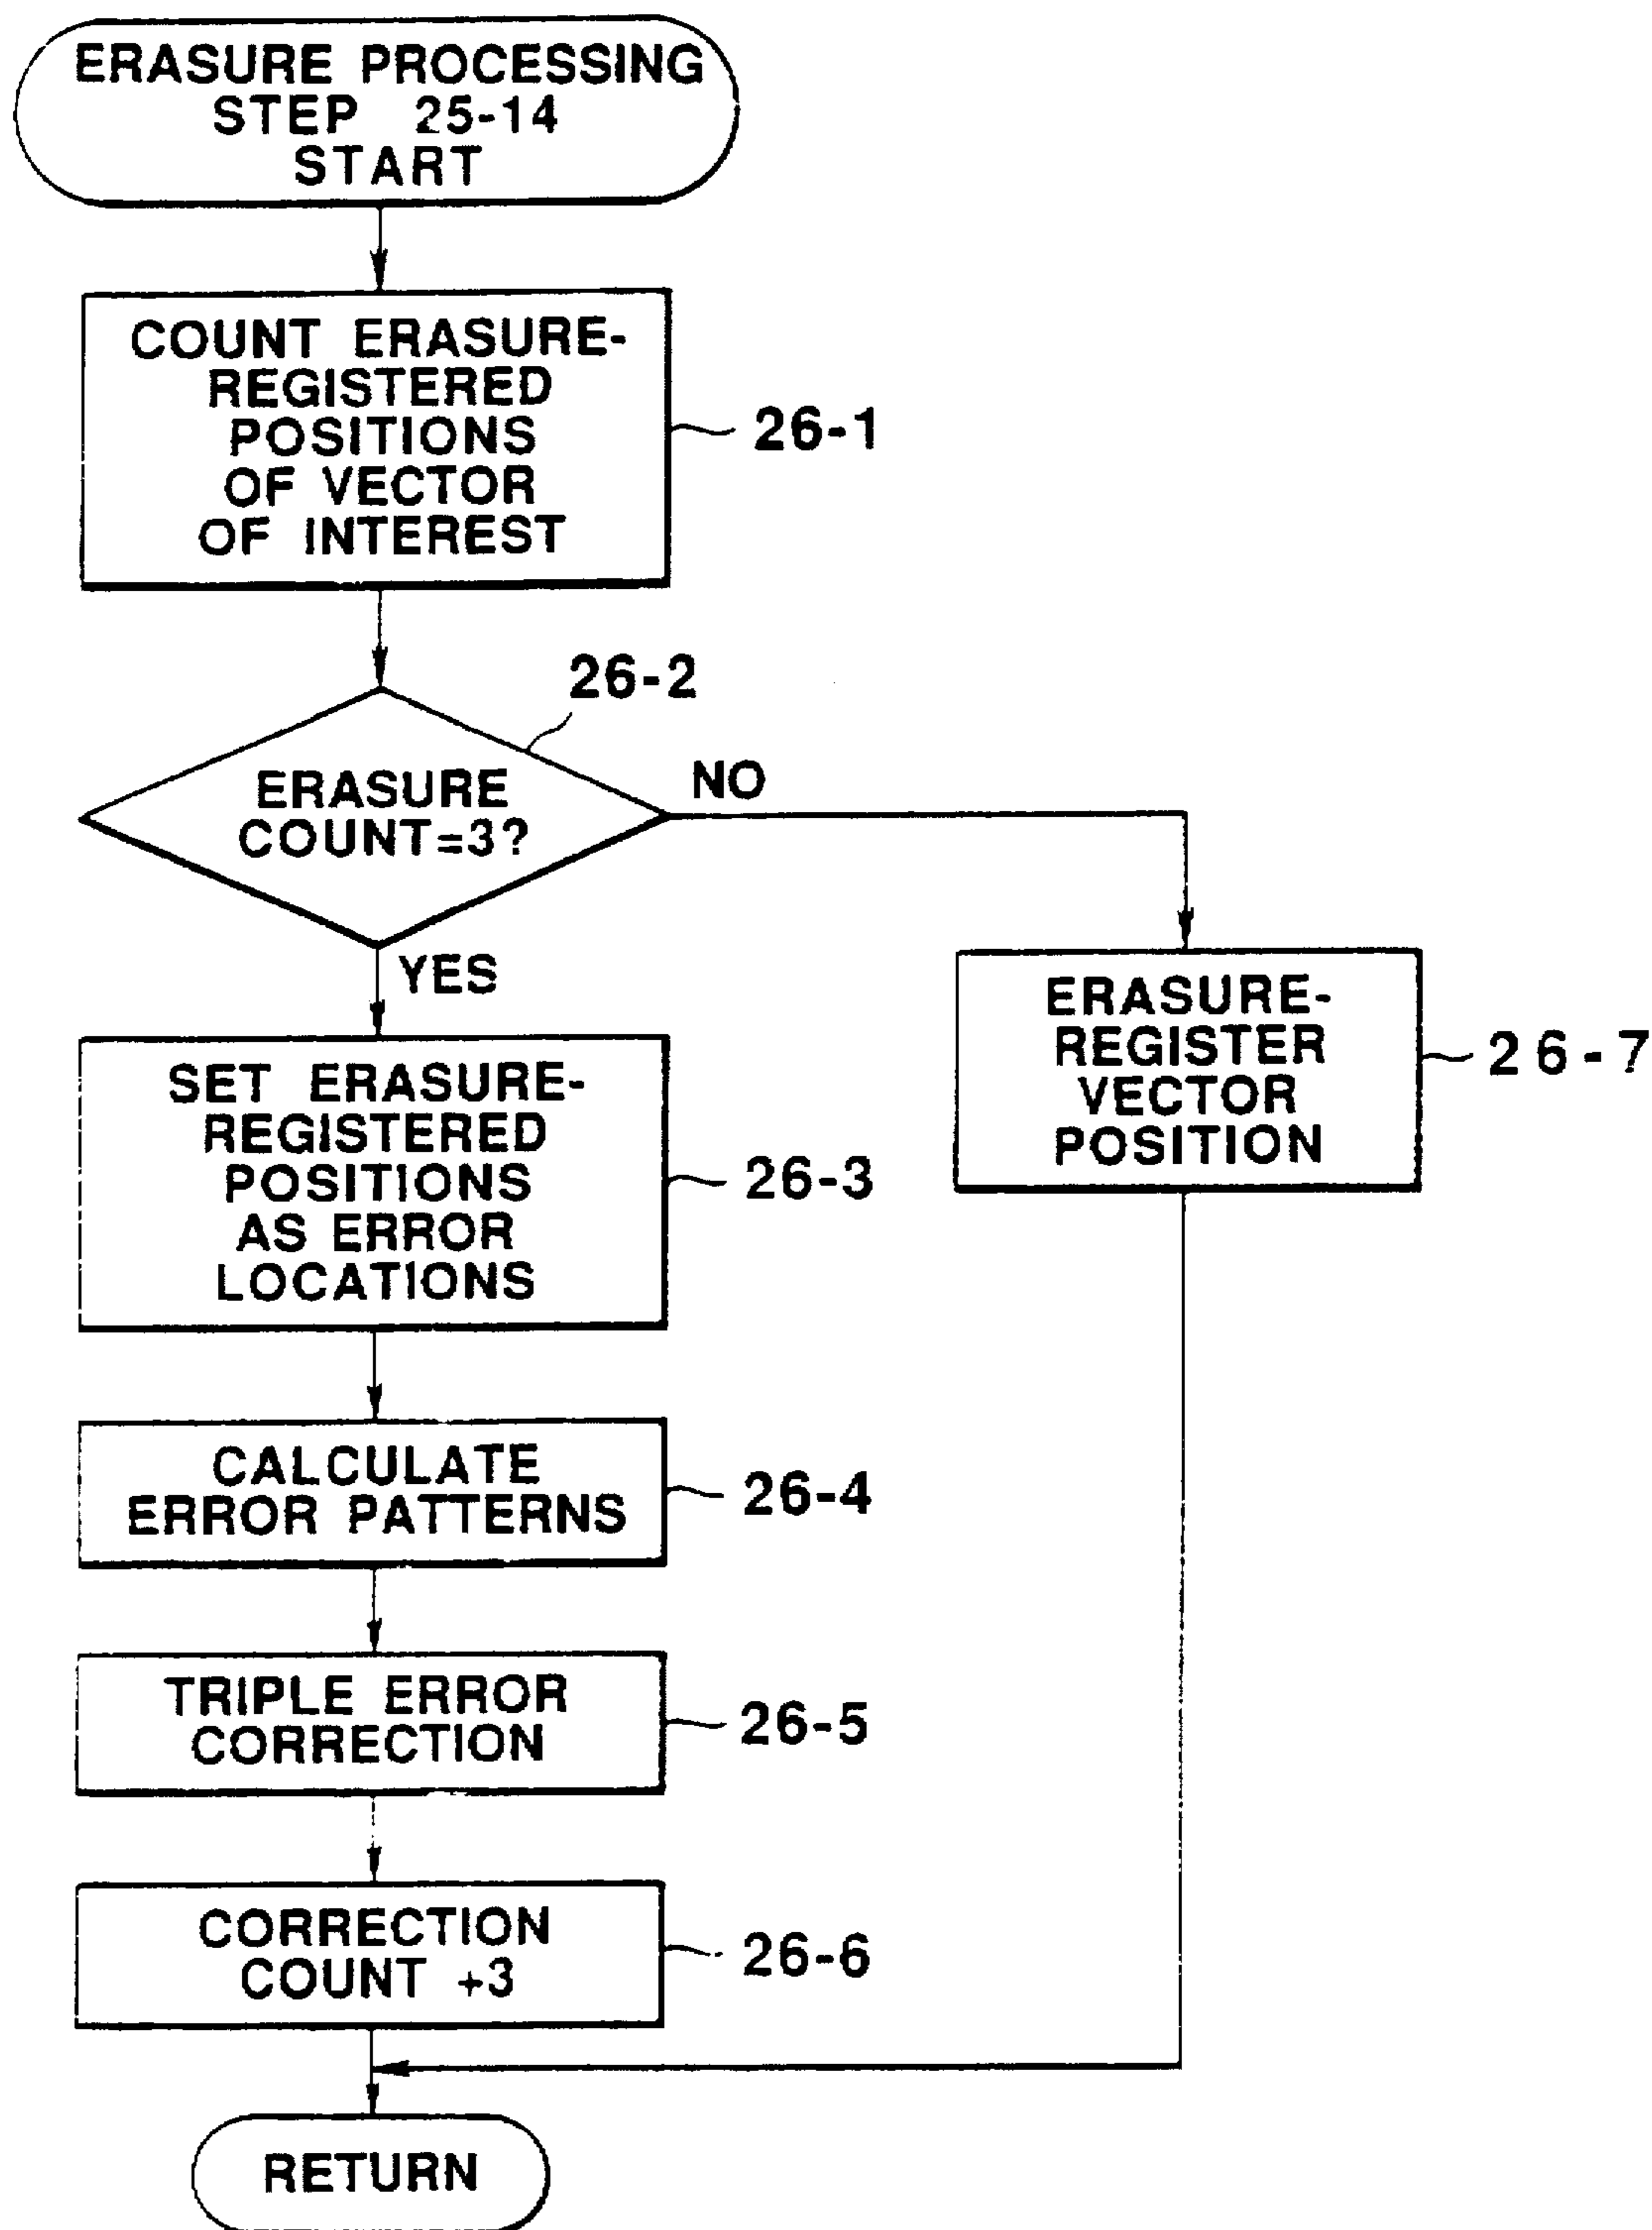 ERASURE PROCESSING
STEP 25-14
START
COUNT ERASURE-
REGISTERED
POSITIONS
OF VECTOR
OF INTEREST
26-1
26-2
ERASURE
COUNT=3?
NO
YES
SET ERASURE-
REGISTERED
POSITIONS
AS ERROR
LOCATIONS
26-3
ERASURE-
REGISTER
VECTOR
POSITION
26-7
CALCULATE
ERROR PATTERNS
26-4
TRIPLE ERROR
CORRECTION
26-5
CORRECTION
COUNT +3
26-6
RETURN